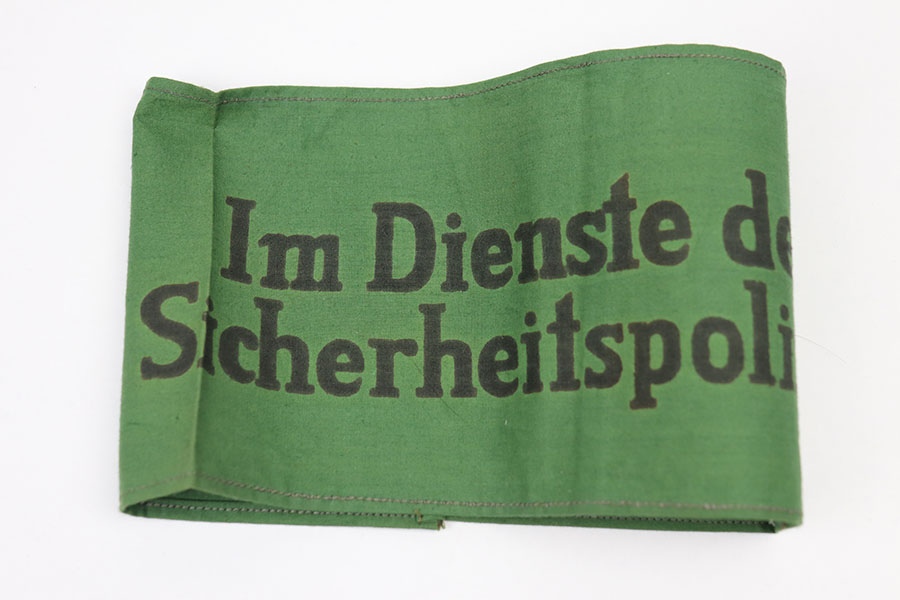 Im Dienste de
Sicherheitspoli